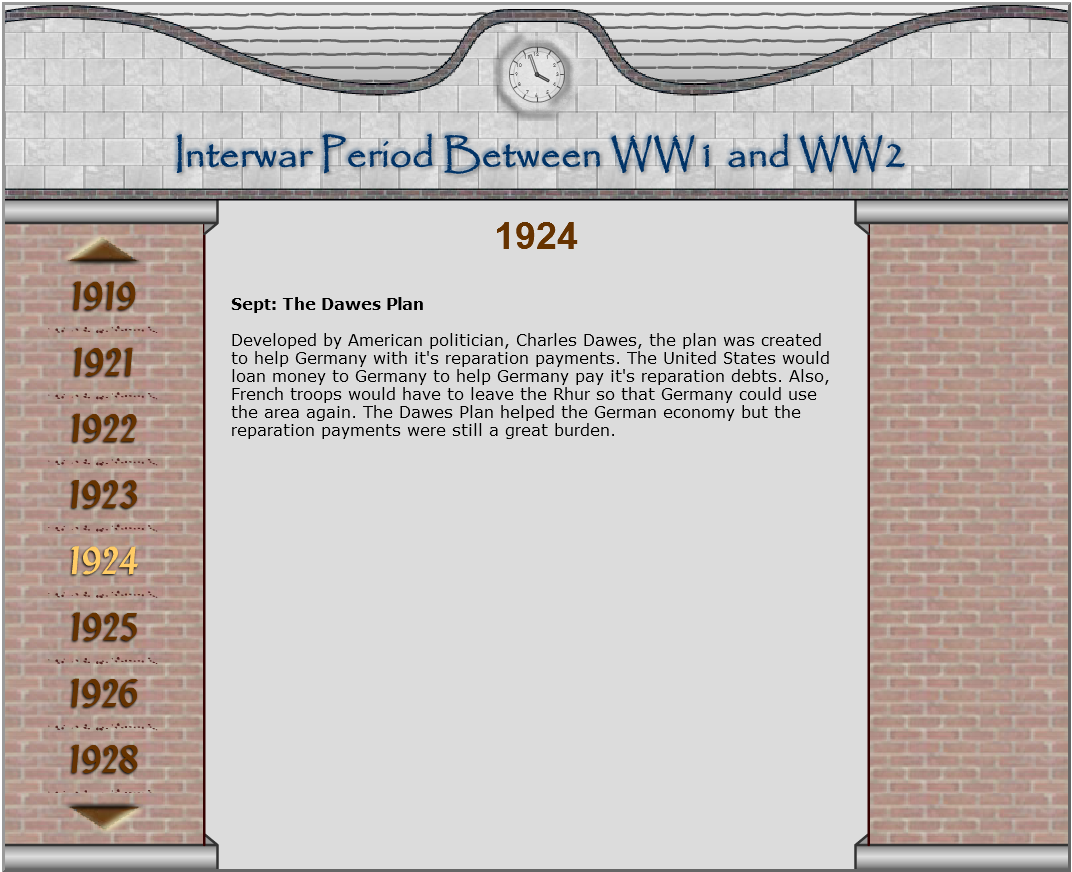 Interwar Period Between WW1 and WW2
1924
Sept: The Dawes Plan
Developed by American politician, Charles Dawes, the plan was created
to help Germany with it's reparation payments. The United States would
loan money to Germany to help Germany pay it's reparation debts. Also,
French troops would have to leave the Rhur so that Germany could use
the area again. The Dawes Plan helped the German economy but the
reparation payments were still a great burden.
1919
1921
1922
1923
1924
1925
1926
1928